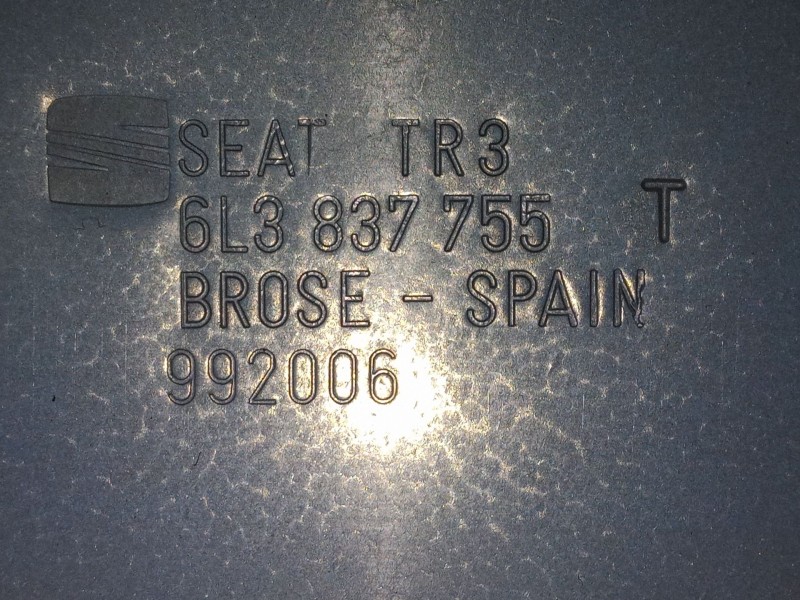 SEAT TR3
6L3 837 755 T
BROSE - SPAIN
992006